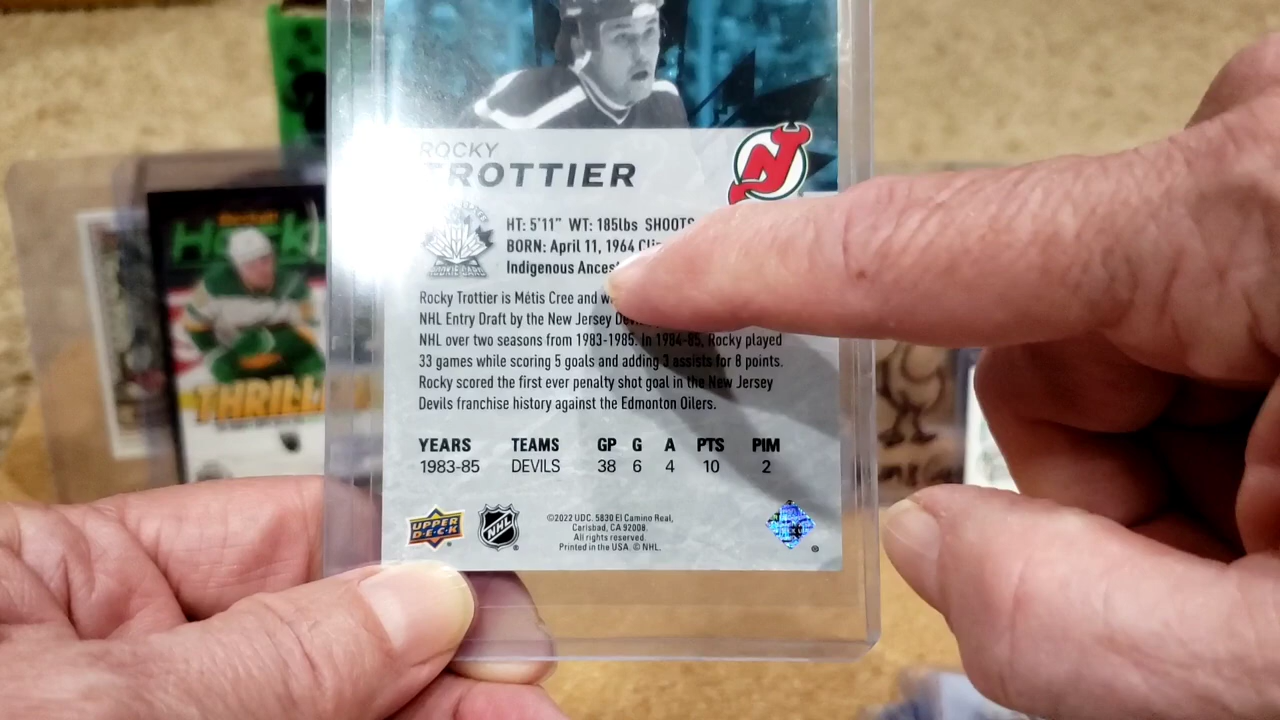 ROCKY
TROTTIER
HT: 5'11" WT: 185lbs SHOOTS
BORN: April 11, 1964
Indigenous
ROOKIE CARD
Rocky Trottier is Métis Cree and
NHL Entry Draft by the New Jersey
NHL over two seasons from 1983-1985. In 1984-85, Rocky played
33 games while scoring 5 goals and adding 3 assists for 8 points.
Rocky scored the first ever penalty shot goal in the New Jersey
Devils franchise history against the Edmonton Oilers.
YEARS TEAMS GP G A PTS PIM
1983-85 DEVILS 38 6 4 10 2
UPPER DECK
NHL
©2022 UDC. 5830 El Camino Real,
Carlsbad, CA 92008.
All rights reserved.
Printed in the USA. © NHL.